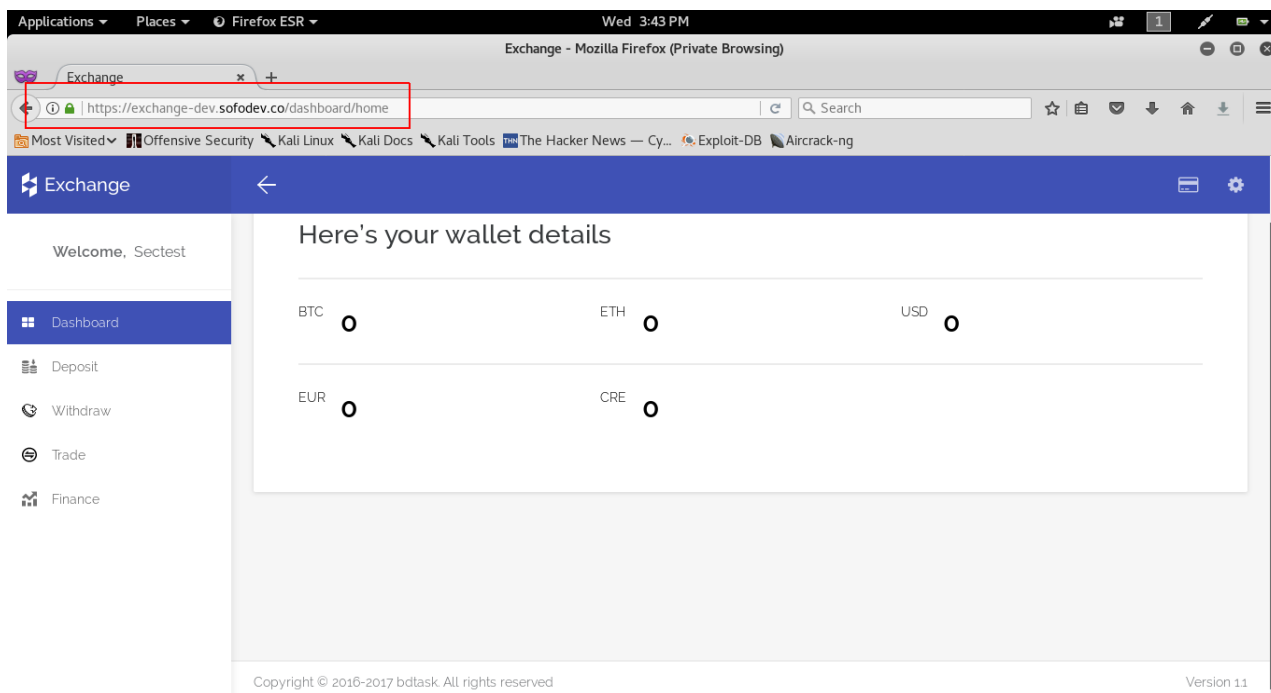 Applications Places Firefox ESR Wed 3:43 PM 1
Exchange - Mozilla Firefox (Private Browsing)
Exchange × +
https://exchange-dev.sofodev.co/dashboard/home Search
Most Visited Offensive Security Kali Linux Kali Docs Kali Tools THN The Hacker News — Cy... Exploit-DB Aircrack-ng
Exchange
Here's your wallet details
Welcome, Sectest
BTC 0 ETH 0 USD 0
Dashboard
Deposit
EUR 0 CRE 0
Withdraw
Trade
Finance
Copyright © 2016-2017 bdtask. All rights reserved Version 1.1